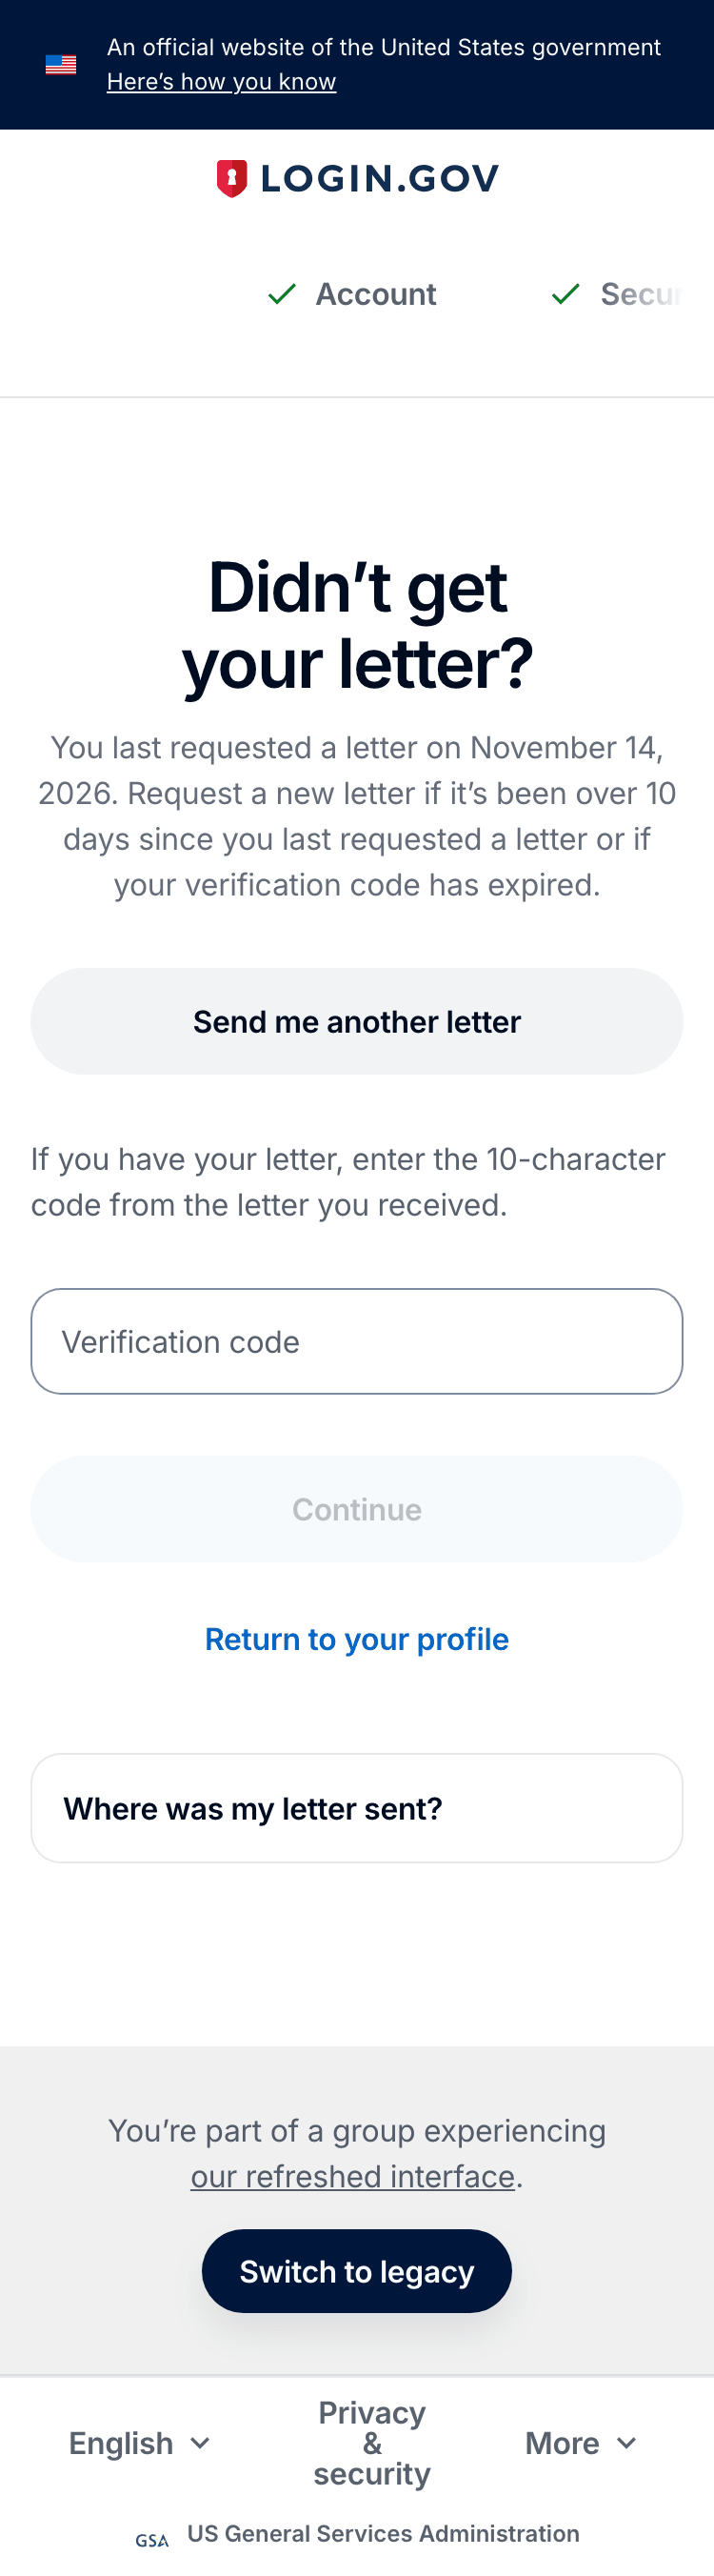 An official website of the United States government
Here’s how you know
LOGIN.GOV
Account
Secur
Didn’t get
your letter?
You last requested a letter on November 14,
2026. Request a new letter if it’s been over 10
days since you last requested a letter or if
your verification code has expired.
Send me another letter
If you have your letter, enter the 10-character
code from the letter you received.
Verification code
Continue
Return to your profile
Where was my letter sent?
You’re part of a group experiencing
our refreshed interface.
Switch to legacy
English
Privacy
&
security
More
GSA US General Services Administration